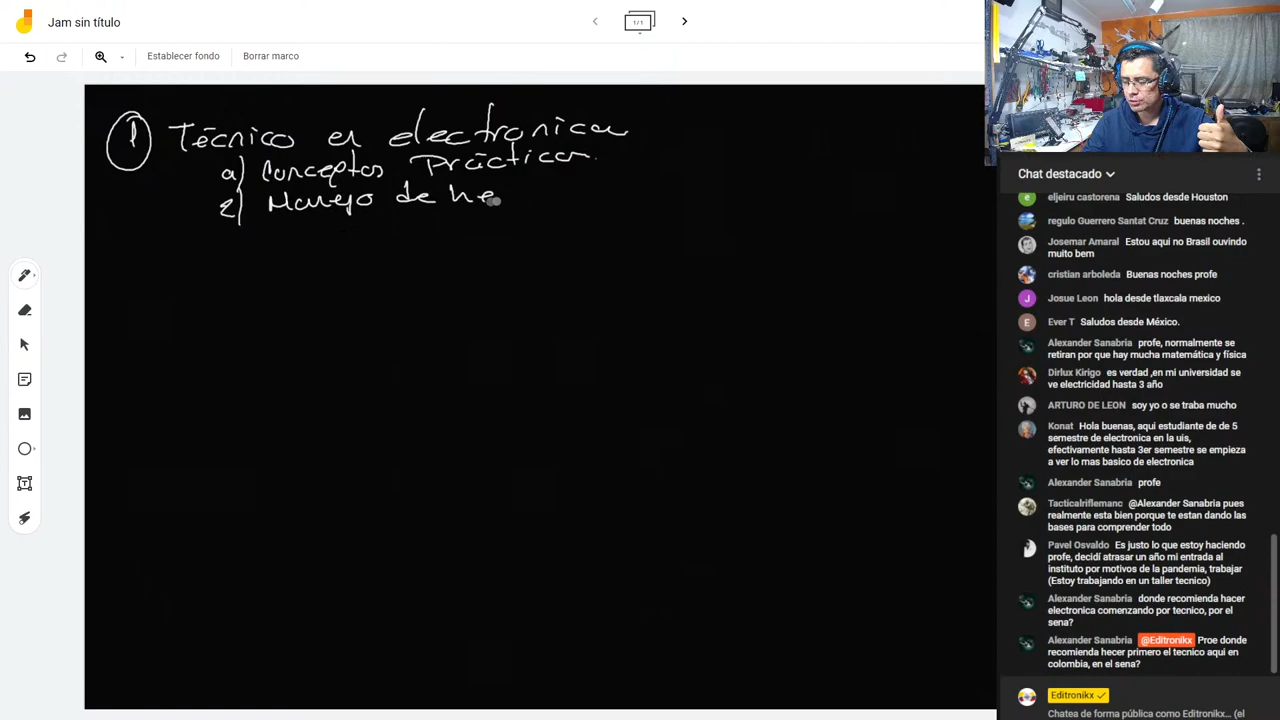 Jam sin título
1/1
Establecer fondo
Borrar marco
1 Técnico en electronica
a) Conceptos Prácticos.
2) Manejo de he
Chat destacado
eljeiru castorena Saludos desde Houston
regulo Guerrero Santat Cruz buenas noches .
Josemar Amaral Estou aqui no Brasil ouvindo
muito bem
cristian arboleda Buenas noches profe
J
Josue Leon hola desde tlaxcala mexico
E
Ever T Saludos desde México.
Alexander Sanabria profe, normalmente se
retiran por que hay mucha matemática y física
Dirlux Kirigo es verdad ,en mi universidad se
ve electricidad hasta 3 año
ARTURO DE LEON soy yo o se traba mucho
Konat Hola buenas, aqui estudiante de de 5
semestre de electronica en la uis,
efectivamente hasta 3er semestre se empieza
a ver lo mas basico de electronica
Alexander Sanabria profe
Tacticalriflemanc @Alexander Sanabria pues
realmente esta bien porque te estan dando las
bases para comprender todo
Pavel Osvaldo Es justo lo que estoy haciendo
profe, decidí atrasar un año mi entrada al
instituto por motivos de la pandemia, trabajar
(Estoy trabajando en un taller tecnico)
Alexander Sanabria donde recomienda hacer
electronica comenzando por tecnico, por el
sena?
Alexander Sanabria @Editronikx Proe donde
recomienda hecer primero el tecnico aqui en
colombia, en el sena?
Editronikx
Chatea de forma pública como Editronikx... (el